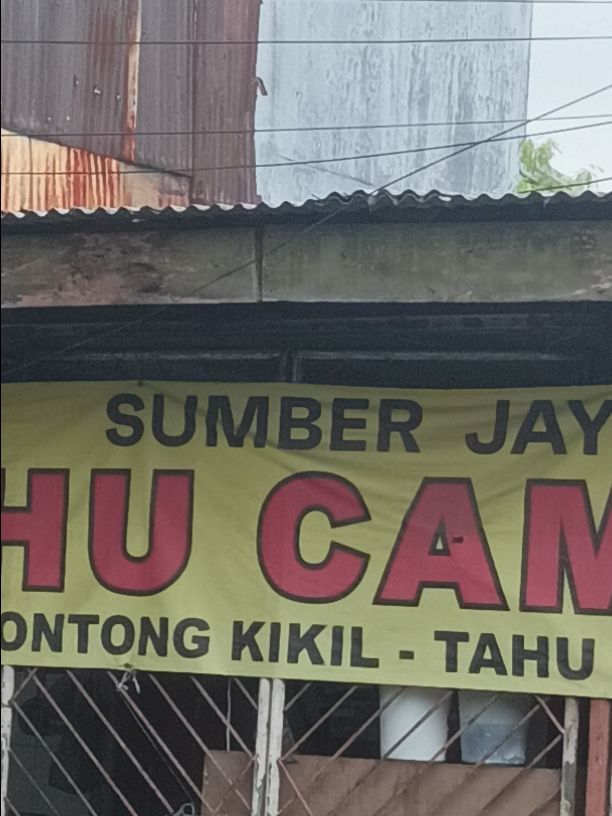 SUMBER JAY
HU CAM
ONTONG KIKIL - TAHU